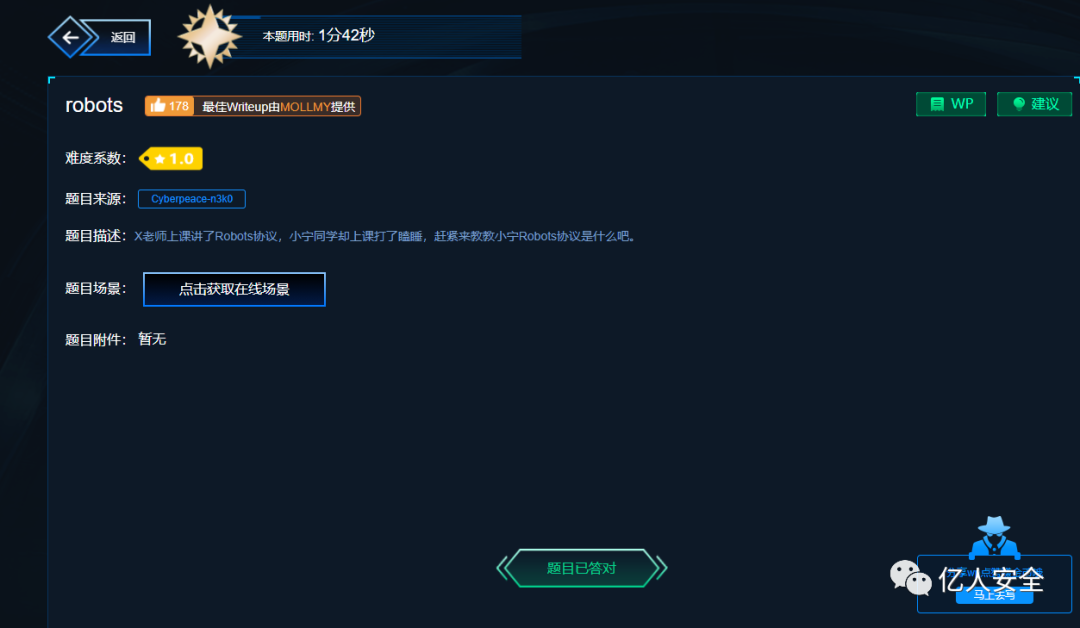 返回
本题用时: 1分42秒
robots
178
最佳Writeup由MOLLMY提供
WP
建议
难度系数:
1.0
题目来源:
Cyberpeace-n3k0
题目描述:
X老师上课讲了Robots协议，小宁同学却上课打了瞌睡，赶紧来教教小宁Robots协议是什么吧。
题目场景:
点击获取在线场景
题目附件:
暂无
题目已答对
亿人安全
马上去写